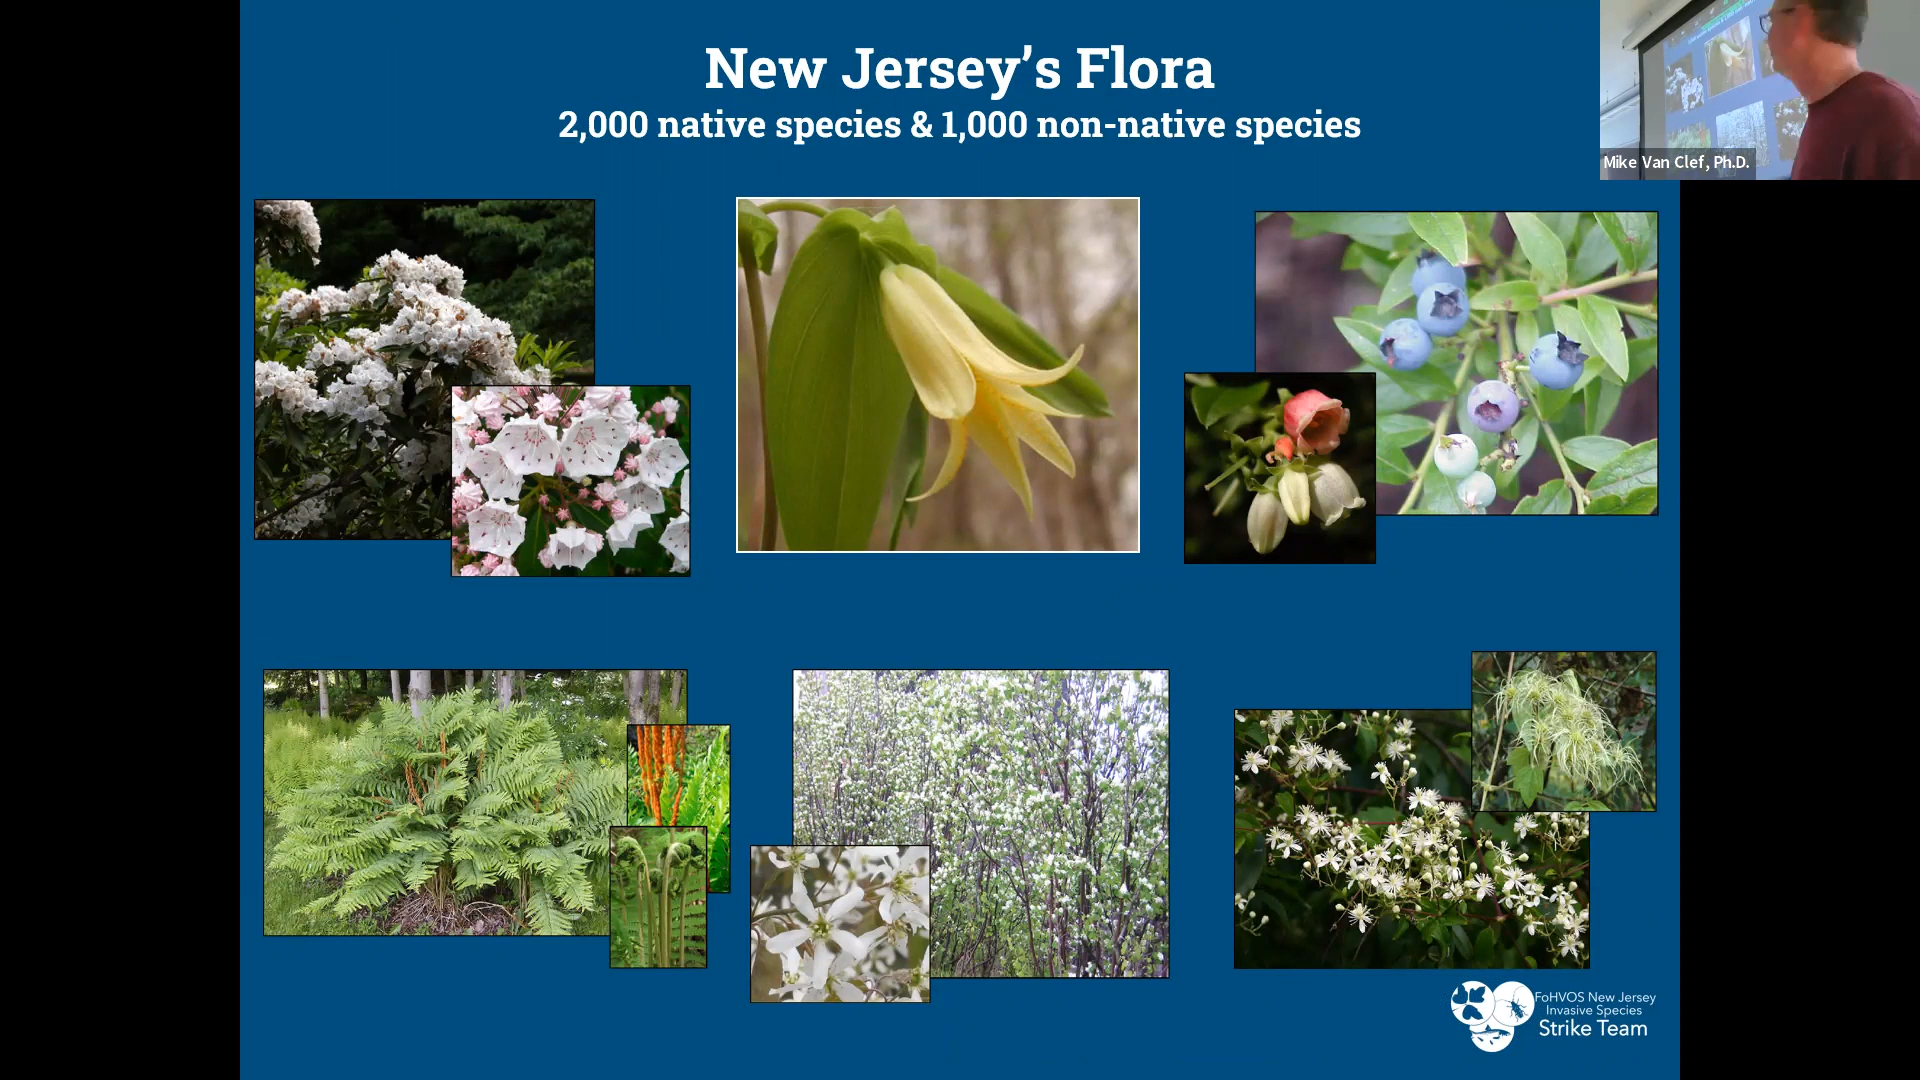 New Jersey’s Flora
2,000 native species & 1,000 non-native species
Mike Van Clef, Ph.D.
FoHVOS New Jersey
Invasive Species
Strike Team